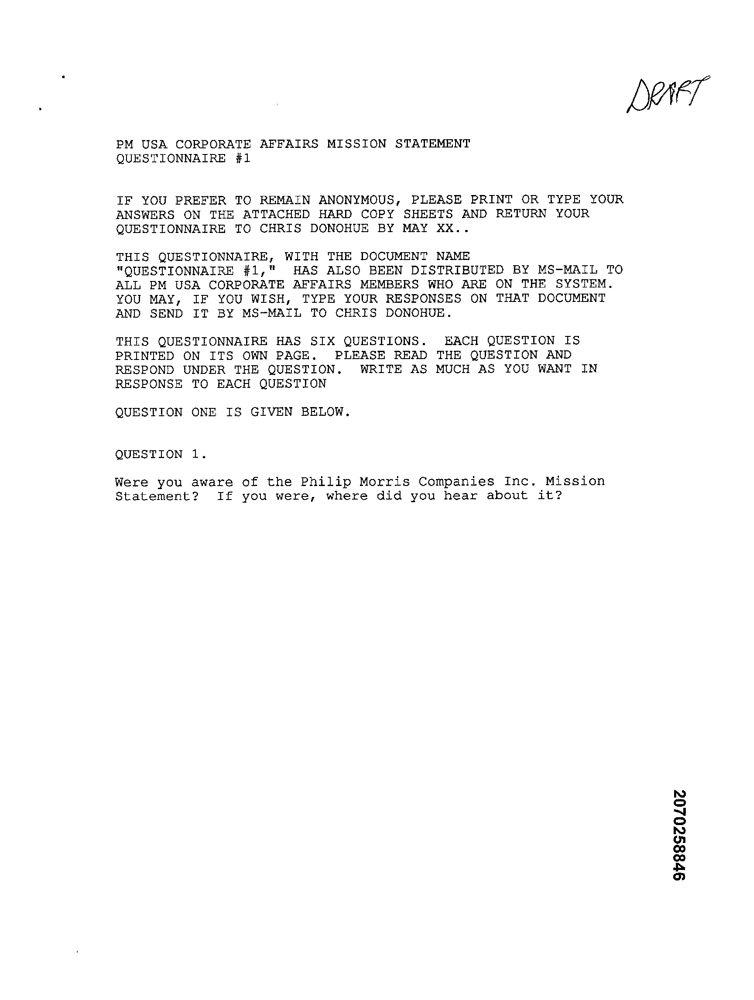 DRAFT
PM USA CORPORATE AFFAIRS MISSION STATEMENT
QUESTIONNAIRE #1
IF YOU PREFER TO REMAIN ANONYMOUS, PLEASE PRINT OR TYPE YOUR
ANSWERS ON THE ATTACHED HARD COPY SHEETS AND RETURN YOUR
QUESTIONNAIRE TO CHRIS DONOHUE BY MAY XX..
THIS QUESTIONNAIRE, WITH THE DOCUMENT NAME
"QUESTIONNAIRE #1,"  HAS ALSO BEEN DISTRIBUTED BY MS-MAIL TO
ALL PM USA CORPORATE AFFAIRS MEMBERS WHO ARE ON THE SYSTEM.
YOU MAY, IF YOU WISH, TYPE YOUR RESPONSES ON THAT DOCUMENT
AND SEND IT BY MS-MAIL TO CHRIS DONOHUE.
THIS QUESTIONNAIRE HAS SIX QUESTIONS.  EACH QUESTION IS
PRINTED ON ITS OWN PAGE.  PLEASE READ THE QUESTION AND
RESPOND UNDER THE QUESTION.  WRITE AS MUCH AS YOU WANT IN
RESPONSE TO EACH QUESTION
QUESTION ONE IS GIVEN BELOW.
QUESTION 1.
Were you aware of the Philip Morris Companies Inc. Mission
Statement?  If you were, where did you hear about it?
2070258846